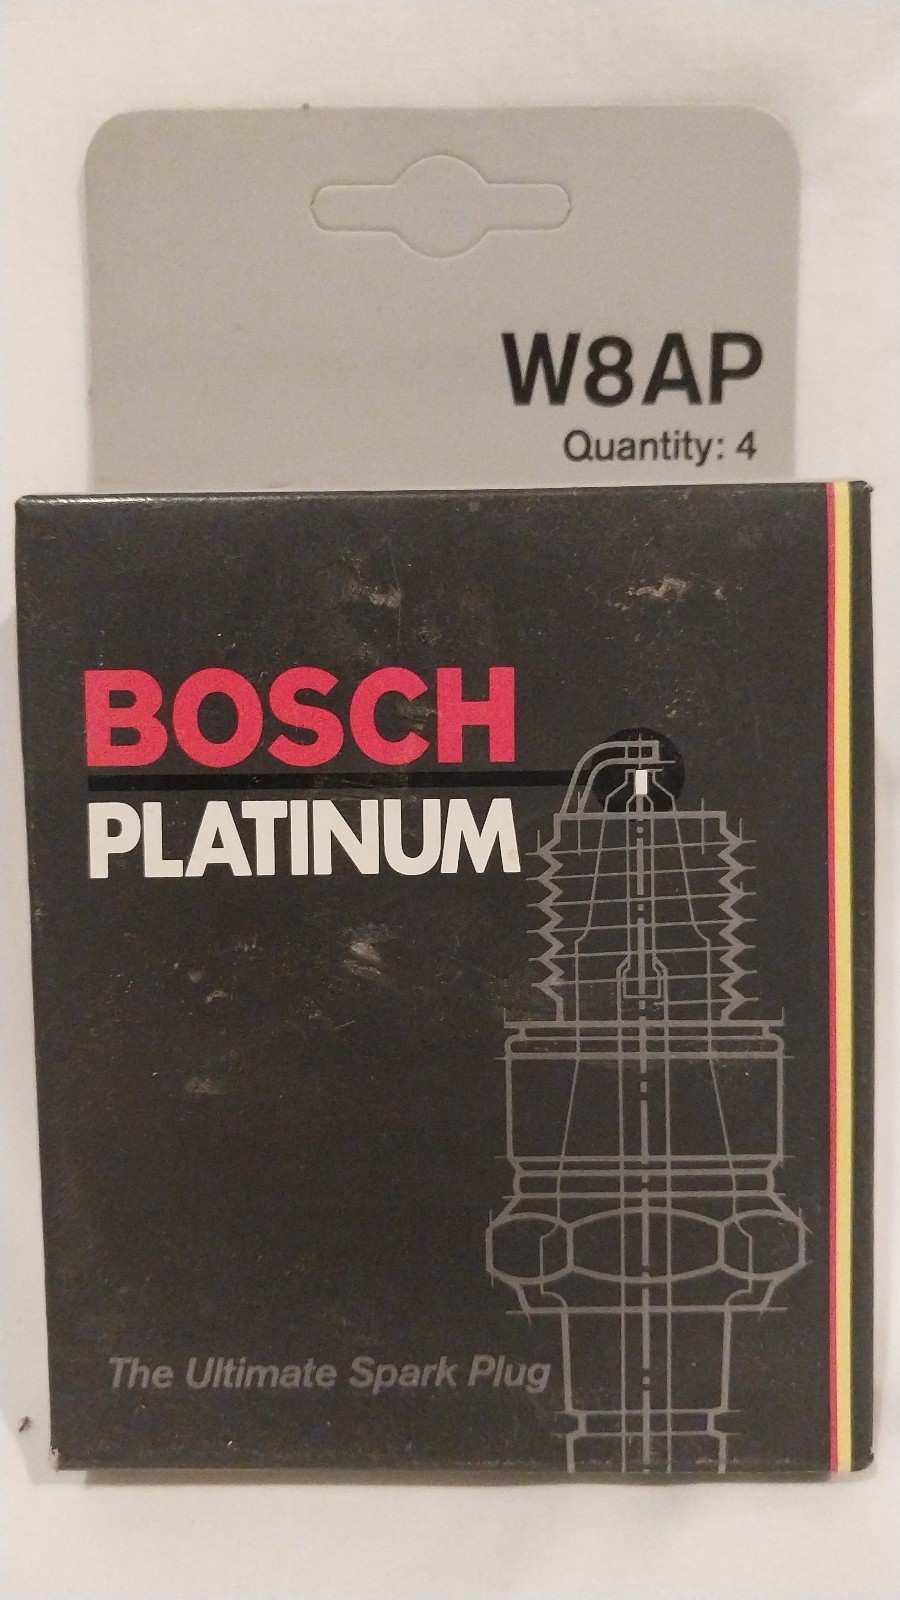 W8AP
Quantity: 4
BOSCH
PLATINUM
The Ultimate Spark Plug